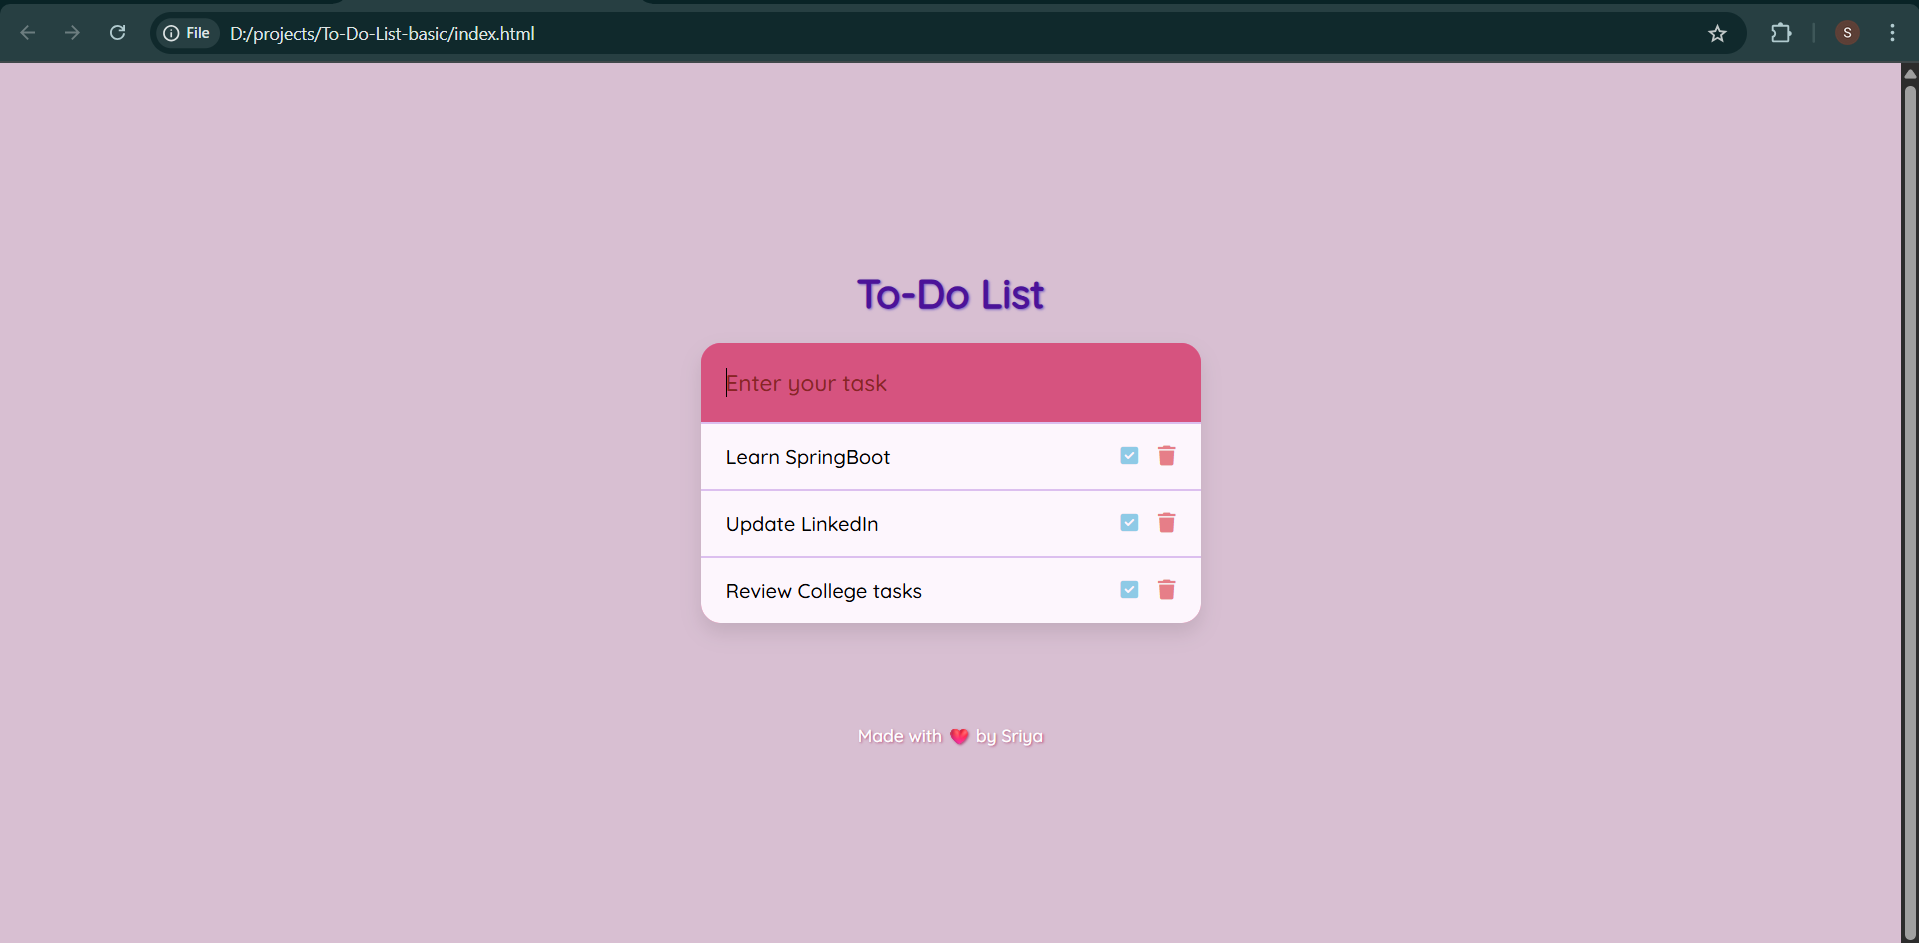 File D:/projects/To-Do-List-basic/index.html S
To-Do List
Enter your task
Learn SpringBoot
Update LinkedIn
Review College tasks
Made with ❤️ by Sriya